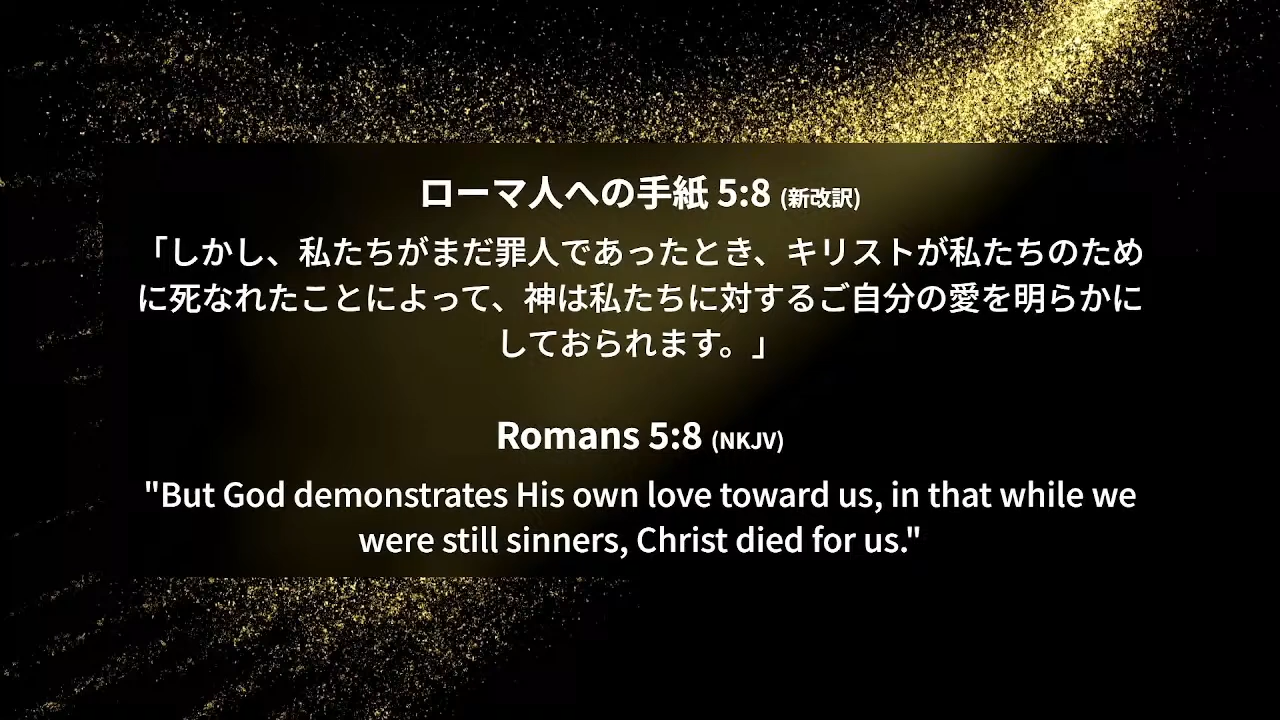 ローマ人への手紙 5:8 (新改訳)
「しかし、私たちがまだ罪人であったとき、キリストが私たちのため
に死なれたことによって、神は私たちに対するご自分の愛を明らかに
しておられます。」
Romans 5:8 (NKJV)
"But God demonstrates His own love toward us, in that while we
were still sinners, Christ died for us."